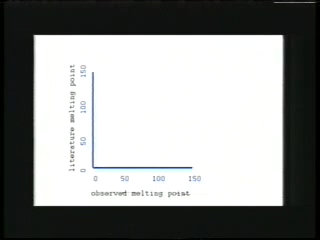 literature melting point
150
100
50
0
0 50 100 150
observed melting point